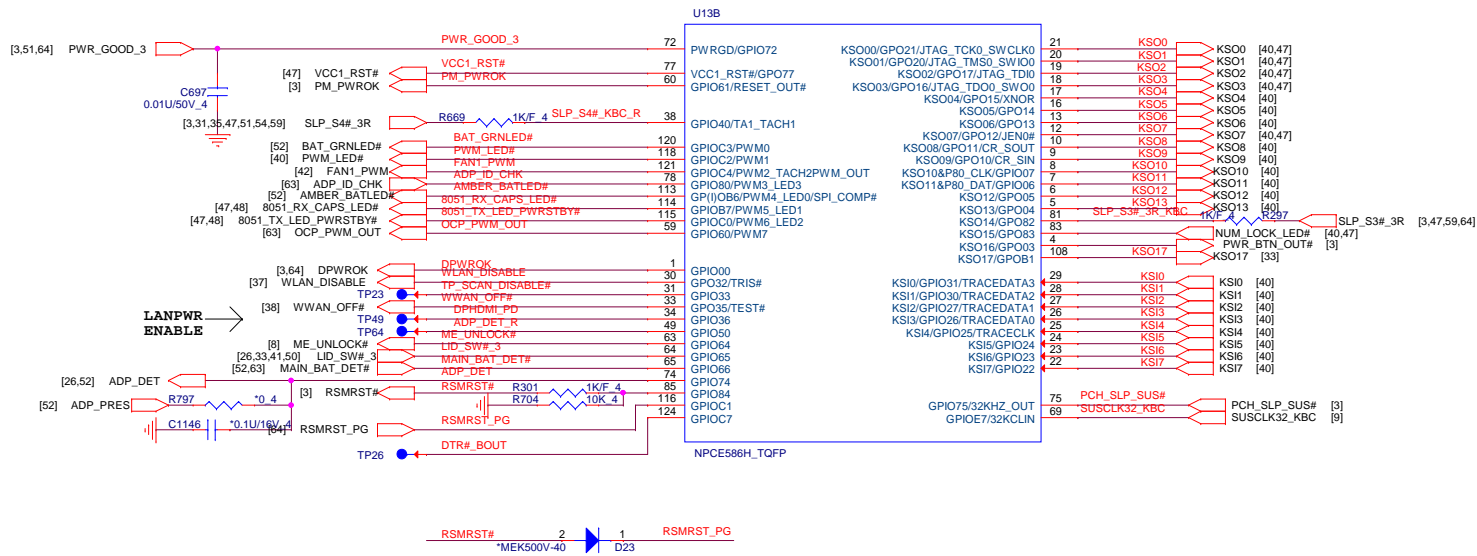 U13B
[3,51,64] PWR_GOOD_3 PWR_GOOD_3 72 PWRGD/GPIO72
[47] VCC1_RST# VCC1_RST# 77 VCC1_RST#/GPO77
[3] PM_PWROK PM_PWROK 60 GPIO61/RESET_OUT#
C697
0.01U/50V_4
[3,31,35,47,51,54,59] SLP_S4#_3R R669 1K/F_4 SLP_S4#_KBC_R 38 GPIO40/TA1_TACH1
[52] BAT_GRNLED# BAT_GRNLED# 120 GPIOC3/PWM0
[40] PWM_LED# PWM_LED# 118 GPIOC2/PWM1
[42] FAN1_PWM FAN1_PWM 121 GPIOC4/PWM2_TACH2PWM_OUT
[63] ADP_ID_CHK ADP_ID_CHK 78 GPIO80/PWM3_LED3
[52] AMBER_BATLED# AMBER_BATLED# 113 GP(I)OB6/PWM4_LED0/SPI_COMP#
[47,48] 8051_RX_CAPS_LED# 8051_RX_CAPS_LED# 114 GPIOB7/PWM5_LED1
[47,48] 8051_TX_LED_PWRSTBY# 8051_TX_LED_PWRSTBY# 115 GPIOC0/PWM6_LED2
[63] OCP_PWM_OUT OCP_PWM_OUT 59 GPIO60/PWM7
[3,64] DPWROK DPWROK 1 GPIO00
[37] WLAN_DISABLE WLAN_DISABLE 30 GPO32/TRIS#
TP23 TP_SCAN_DISABLE# 31 GPIO33
[38] WWAN_OFF# WWAN_OFF# 33 GPO35/TEST#
TP49 DPHDMI_PD 34 GPIO36
TP64 ADP_DET_R 49 GPIO50
LANPWR
ENABLE
[8] ME_UNLOCK# ME_UNLOCK# 63 GPIO64
[26,33,41,50] LID_SW#_3 LID_SW#_3 64 GPIO65
[52,63] MAIN_BAT_DET# MAIN_BAT_DET# 65 GPIO66
[26,52] ADP_DET ADP_DET 74 GPIO74
[3] RSMRST# RSMRST# R301 1K/F_4 85 GPIO84
[52] ADP_PRES R797 *0_4 R704 10K_4 116 GPIOC1
C1146 *0.1U/16V_4
[64] RSMRST_PG RSMRST_PG 124 GPIOC7
TP26 DTR#_BOUT
KSO00/GPO21/JTAG_TCK0_SWCLK0 21 KSO0 KSO0 [40,47]
KSO01/GPO20/JTAG_TMS0_SWIO0 20 KSO1 KSO1 [40,47]
KSO02/GPO17/JTAG_TDI0 19 KSO2 KSO2 [40,47]
KSO03/GPO16/JTAG_TDO0_SWO0 18 KSO3 KSO3 [40,47]
KSO04/GPO15/XNOR 17 KSO4 KSO4 [40]
KSO05/GPO14 16 KSO5 KSO5 [40]
KSO06/GPO13 13 KSO6 KSO6 [40]
KSO07/GPO12/JEN0# 12 KSO7 KSO7 [40,47]
KSO08/GPO11/CR_SOUT 10 KSO8 KSO8 [40]
KSO09/GPO10/CR_SIN 9 KSO9 KSO9 [40]
KSO10&P80_CLK/GPIO07 8 KSO10 KSO10 [40]
KSO11&P80_DAT/GPIO06 7 KSO11 KSO11 [40]
KSO12/GPO05 6 KSO12 KSO12 [40]
KSO13/GPO04 5 KSO13 KSO13 [40]
KSO14/GPO82 81 SLP_S3#_3R_KBC 1K/F_4 R297 SLP_S3#_3R [3,47,59,64]
KSO15/GPO83 83 NUM_LOCK_LED# [40,47]
KSO16/GPO03 4 PWR_BTN_OUT# [3]
KSO17/GPOB1 108 KSO17 KSO17 [33]
KSI0/GPIO31/TRACEDATA3 29 KSI0 KSI0 [40]
KSI1/GPIO30/TRACEDATA2 28 KSI1 KSI1 [40]
KSI2/GPIO27/TRACEDATA1 27 KSI2 KSI2 [40]
KSI3/GPIO26/TRACEDATA0 26 KSI3 KSI3 [40]
KSI4/GPIO25/TRACECLK 25 KSI4 KSI4 [40]
KSI5/GPIO24 24 KSI5 KSI5 [40]
KSI6/GPIO23 23 KSI6 KSI6 [40]
KSI7/GPIO22 22 KSI7 KSI7 [40]
GPIO75/32KHZ_OUT 75 PCH_SLP_SUS# PCH_SLP_SUS# [3]
GPIOE7/32KCLIN 69 SUSCLK32_KBC SUSCLK32_KBC [9]
NPCE586H_TQFP
RSMRST# 2 1 RSMRST_PG
*MEK500V-40 D23